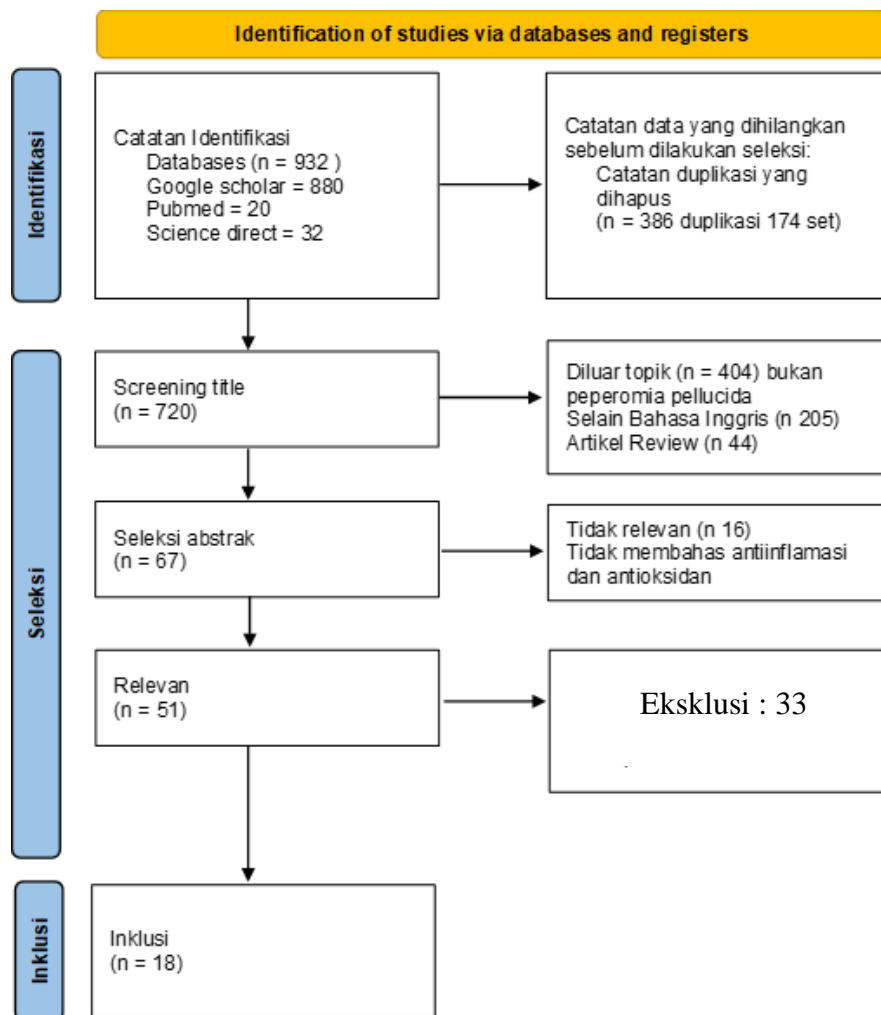 Identification of studies via databases and registers
Identifikasi
Catatan Identifikasi
Databases (n = 932 )
Google scholar = 880
Pubmed = 20
Science direct = 32
Catatan data yang dihilangkan
sebelum dilakukan seleksi:
Catatan duplikasi yang
dihapus
(n = 386 duplikasi 174 set)
Seleksi
Screening title
(n = 720)
Diluar topik (n = 404) bukan
peperomia pellucida
Selain Bahasa Inggris (n 205)
Artikel Review (n 44)
Seleksi abstrak
(n = 67)
Tidak relevan (n 16)
Tidak membahas antiinflamasi
dan antioksidan
Relevan
(n = 51)
Eksklusi : 33
.
Inklusi
Inklusi
(n = 18)